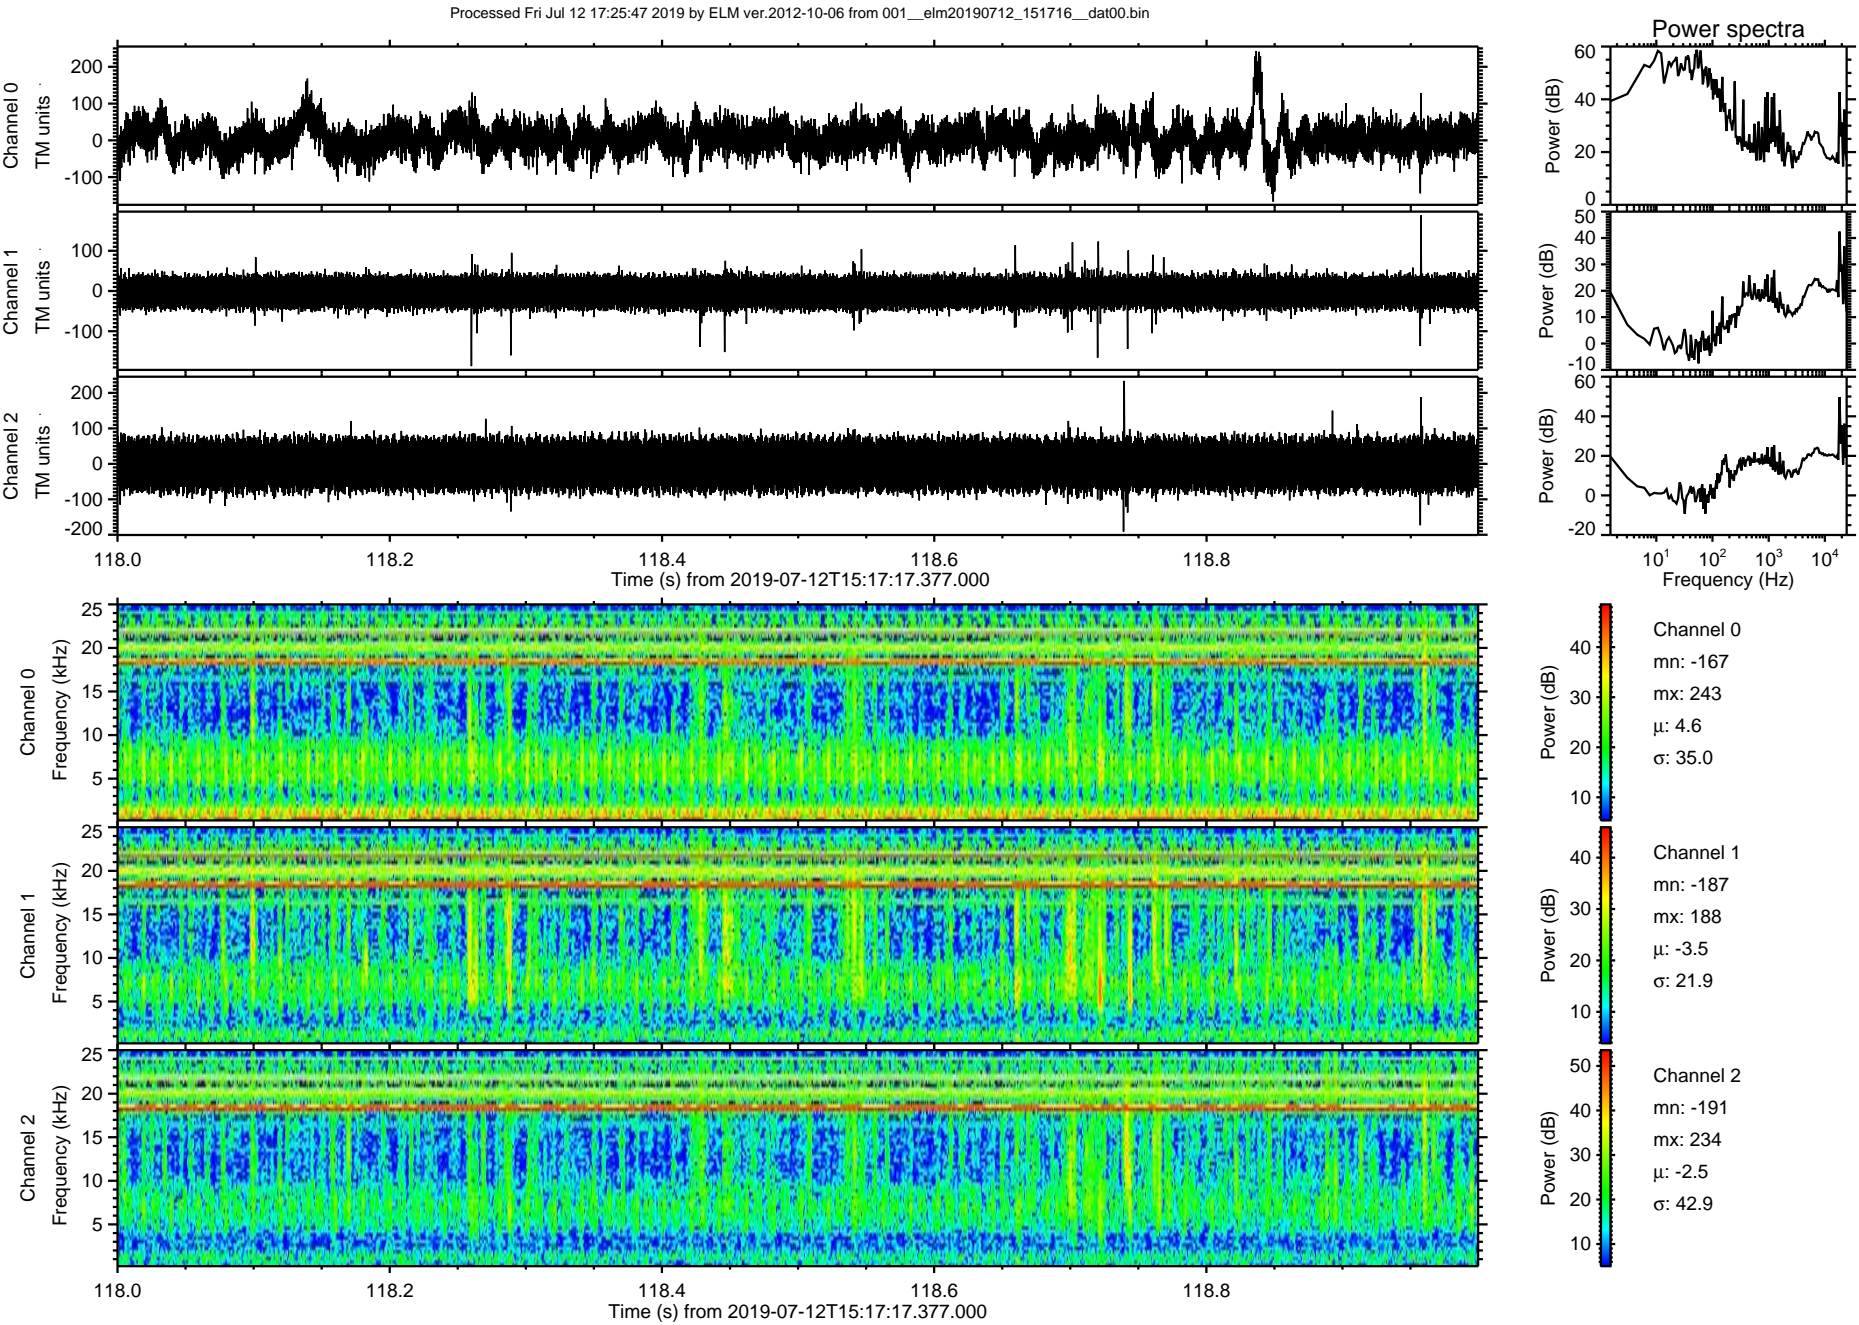 Processed Fri Jul 12 17:25:47 2019 by ELM ver.2012-10-06 from 001__elm20190712_151716__dat00.bin
Power spectra
Channel 0
TM units
200
100
0
-100
Power (dB)
60
40
20
0
Channel 1
TM units
100
0
-100
Power (dB)
50
40
30
20
10
0
-10
Channel 2
TM units
200
100
0
-100
-200
Power (dB)
60
40
20
0
-20
118.0 118.2 118.4 118.6 118.8
Time (s) from 2019-07-12T15:17:17.377.000
10¹ 10² 10³ 10⁴
Frequency (Hz)
Channel 0
Frequency (kHz)
25
20
15
10
5
Power (dB)
40
30
20
10
Channel 0
mn: -167
mx: 243
μ: 4.6
σ: 35.0
Channel 1
Frequency (kHz)
25
20
15
10
5
Power (dB)
40
30
20
10
Channel 1
mn: -187
mx: 188
μ: -3.5
σ: 21.9
Channel 2
Frequency (kHz)
25
20
15
10
5
Power (dB)
50
40
30
20
10
Channel 2
mn: -191
mx: 234
μ: -2.5
σ: 42.9
118.0 118.2 118.4 118.6 118.8
Time (s) from 2019-07-12T15:17:17.377.000